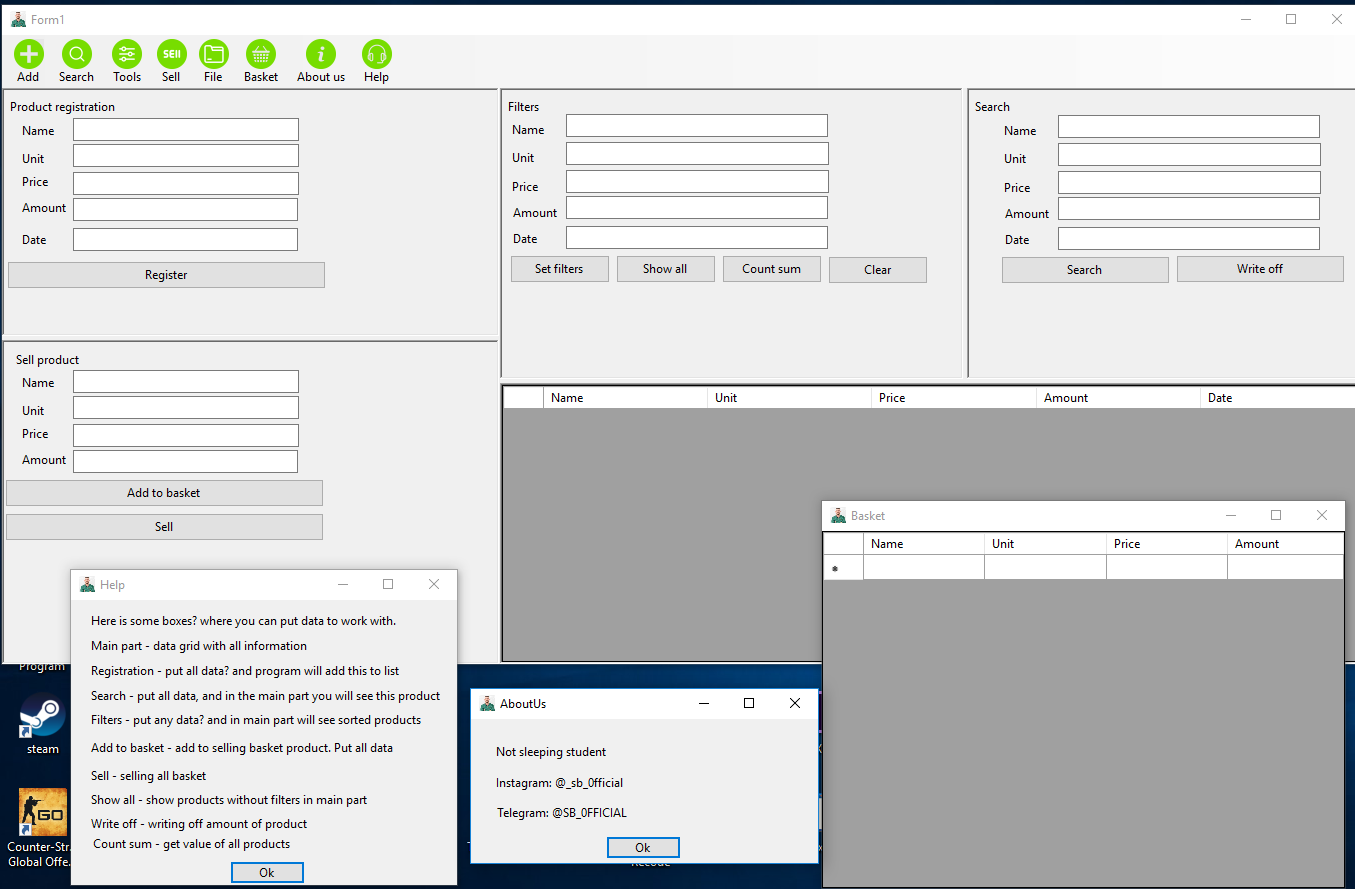 Form1
Add
Search
Tools
SEll
Sell
File
Basket
i
About us
Help
Product registration
Name
Unit
Price
Amount
Date
Register
Filters
Name
Unit
Price
Amount
Date
Set filters
Show all
Count sum
Clear
Search
Name
Unit
Price
Amount
Date
Search
Write off
Sell product
Name
Unit
Price
Amount
Add to basket
Sell
Name Unit Price Amount Date
Basket
Name Unit Price Amount
Help
Here is some boxes? where you can put data to work with.
Main part - data grid with all information
Registration - put all data? and program will add this to list
Search - put all data, and in the main part you will see this product
Filters - put any data? and in main part will see sorted products
Add to basket - add to selling basket product. Put all data
Sell - selling all basket
Show all - show products without filters in main part
Write off - writing off amount of product
Count sum - get value of all products
Ok
AboutUs
Not sleeping student
Instagram: @_sb_0fficial
Telegram: @SB_0FFICIAL
Ok
Program
steam
GO
Counter-Str...
Global Offe...